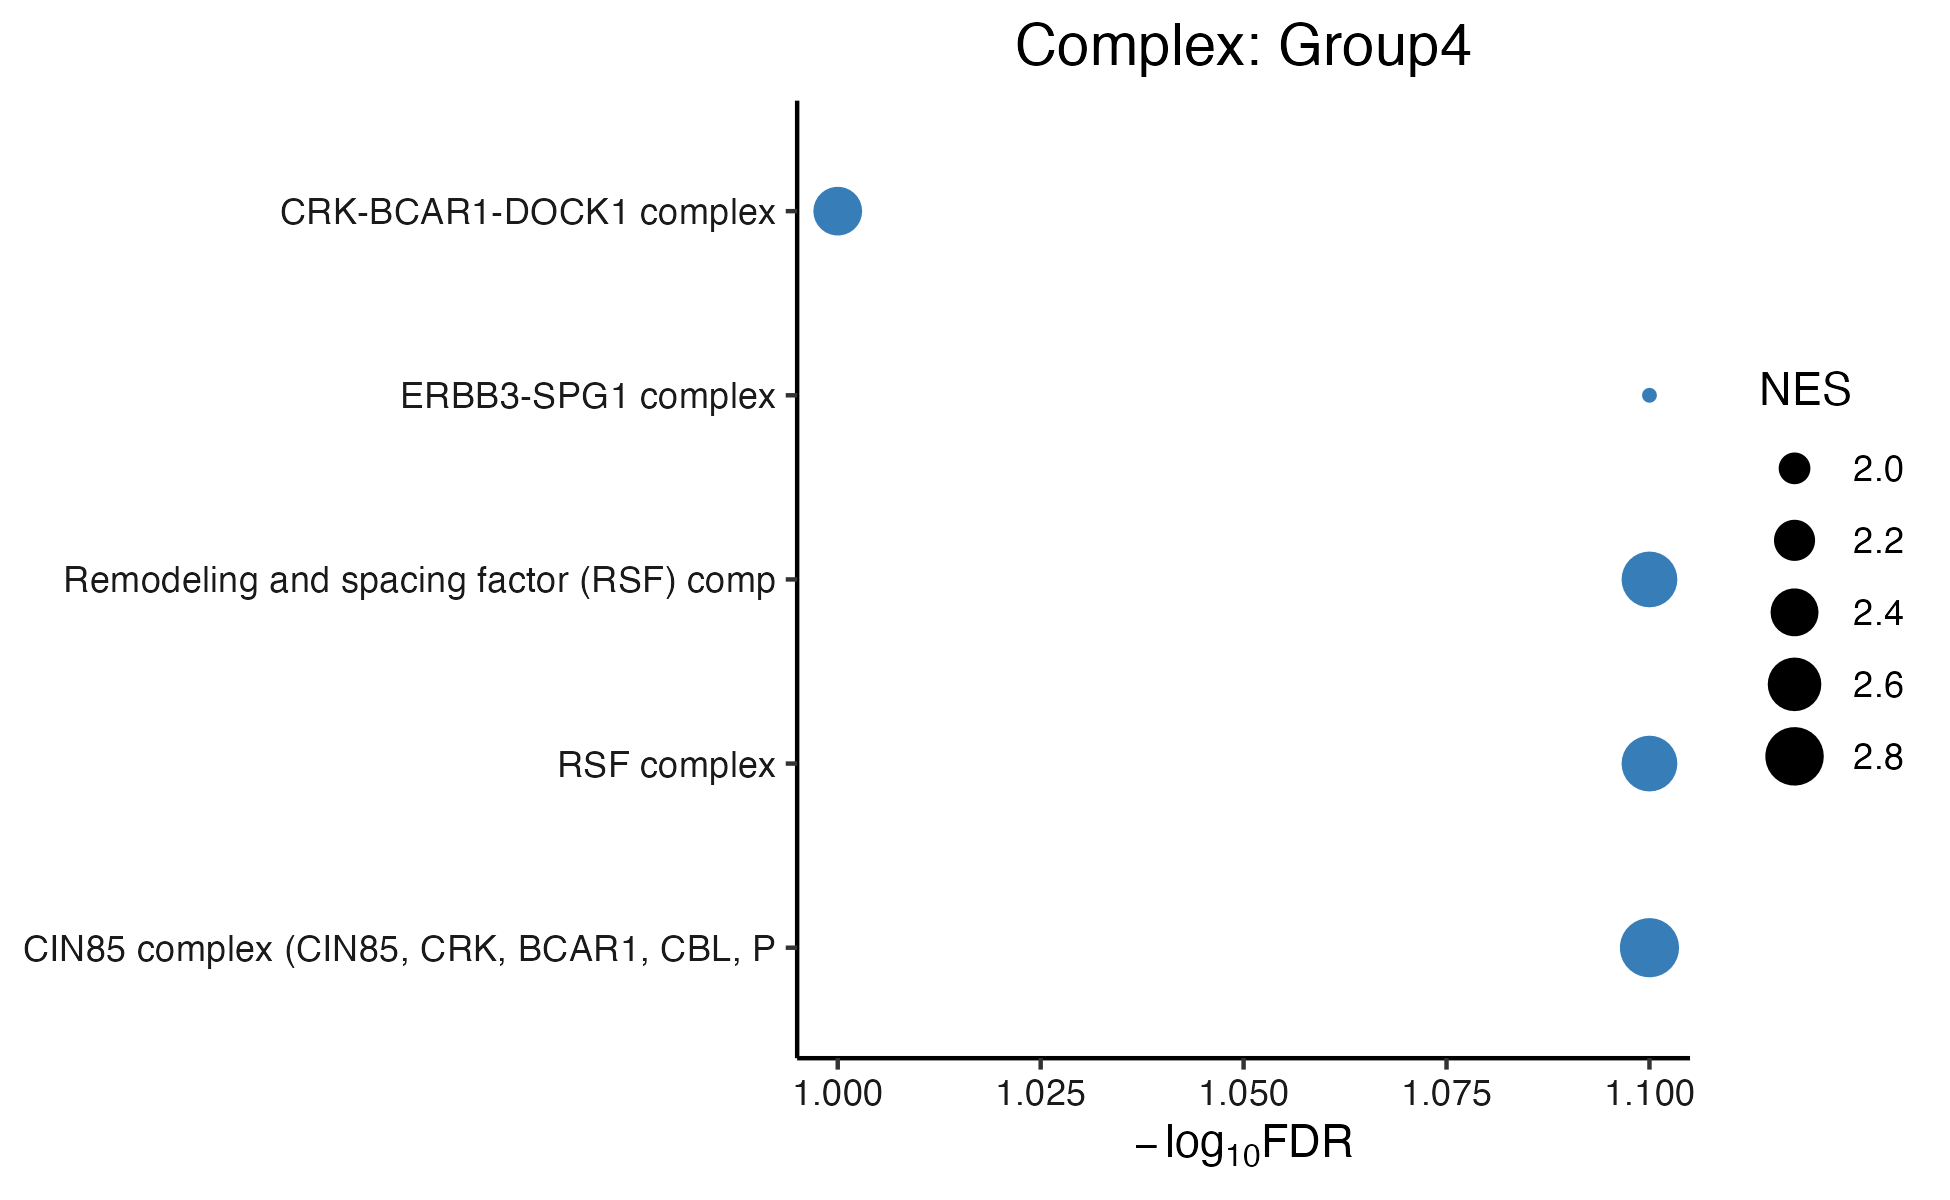 Complex: Group4
CRK-BCAR1-DOCK1 complex
ERBB3-SPG1 complex
Remodeling and spacing factor (RSF) comp
RSF complex
CIN85 complex (CIN85, CRK, BCAR1, CBL, P
1.000 1.025 1.050 1.075 1.100
−log₁₀FDR
NES
2.0
2.2
2.4
2.6
2.8